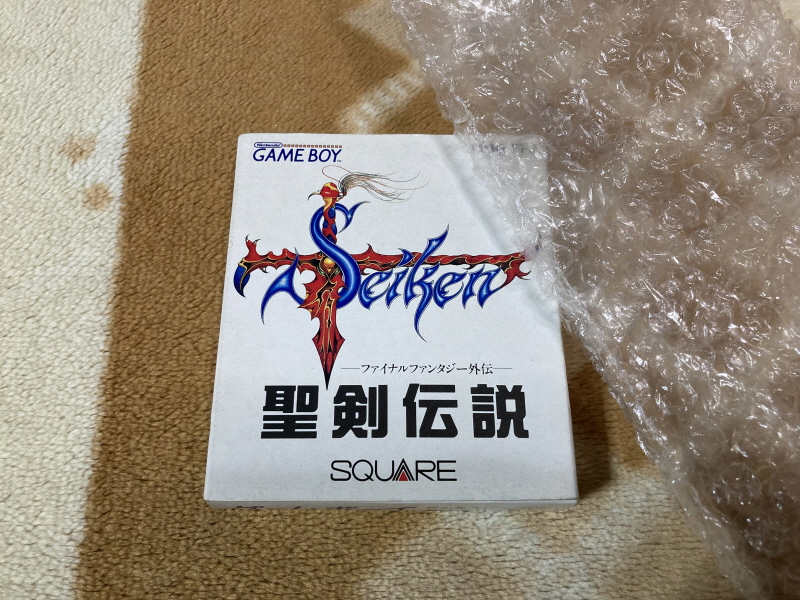 Nintendo
GAME BOY™
Seiken
ファイナルファンタジー外伝
聖剣伝説
SQUARE